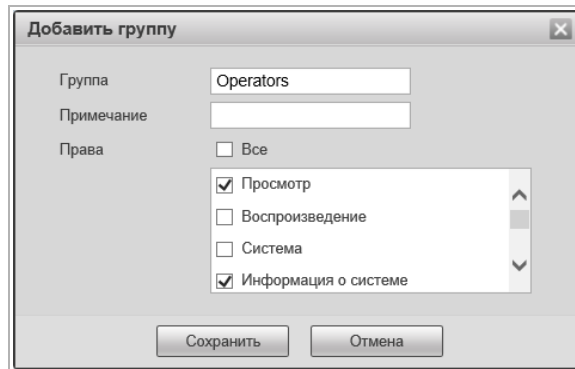 Добавить группу
Группа Operators
Примечание
Права Все
Просмотр
Воспроизведение
Система
Информация о системе
Сохранить Отмена